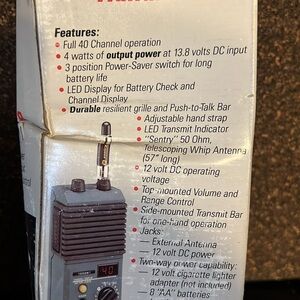 Features:
Full 40 Channel operation
4 watts of output power at 13.8 volts DC input
3 position Power-Saver switch for long
battery life
LED Display for Battery Check and
Channel Display
Durable resilient grille and Push-to-Talk Bar
Adjustable hand strap
LED Transmit Indicator
"Sentry" 50 Ohm,
Telescoping Whip Antenna
(57" long)
12 volt DC operating
voltage
Top-mounted Volume and
Range Control
Side-mounted Transmit Bar
for one-hand operation
Jacks:
— External Antenna
— 12 volt DC power
Two-way power capability:
— 12 volt cigarette lighter
adapter (not included)
— 8 "AA" batteries
40